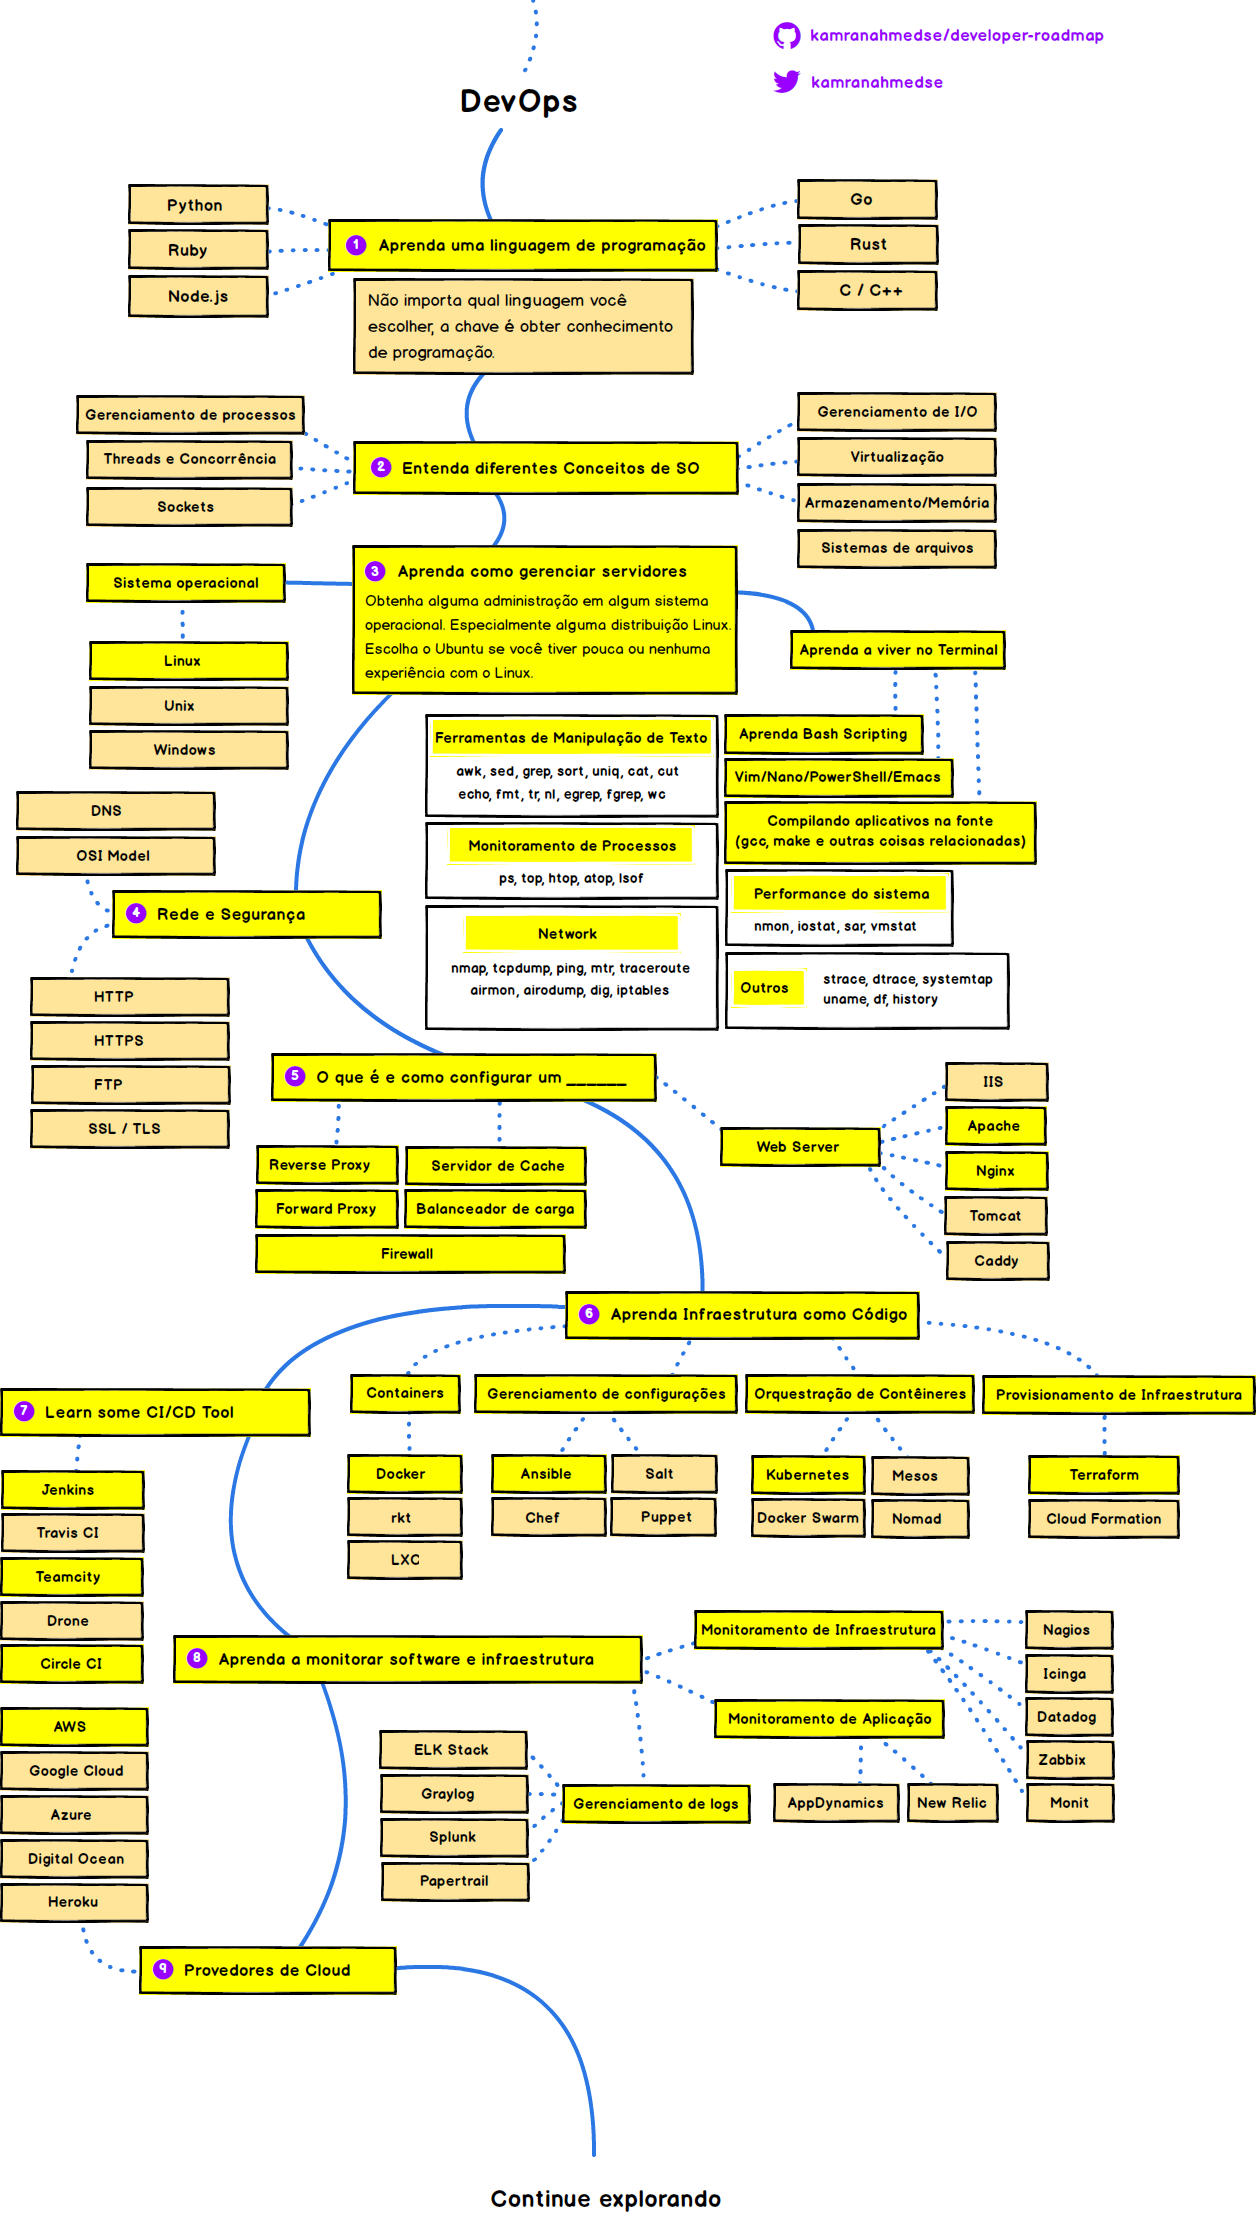 kamranahmedse/developer-roadmap
kamranahmedse
DevOps
Python
Ruby
Node.js
1 Aprenda uma linguagem de programação
Não importa qual linguagem você
escolher, a chave é obter conhecimento
de programação.
Go
Rust
C / C++
Gerenciamento de processos
Threads e Concorrência
Sockets
2 Entenda diferentes Conceitos de SO
Gerenciamento de I/O
Virtualização
Armazenamento/Memória
Sistemas de arquivos
3 Aprenda como gerenciar servidores
Obtenha alguma administração em algum sistema
operacional. Especialmente alguma distribuição Linux.
Escolha o Ubuntu se você tiver pouca ou nenhuma
experiência com o Linux.
Sistema operacional
Linux
Unix
Windows
Aprenda a viver no Terminal
Ferramentas de Manipulação de Texto
awk, sed, grep, sort, uniq, cat, cut
echo, fmt, tr, nl, egrep, fgrep, wc
Monitoramento de Processos
ps, top, htop, atop, lsof
Network
nmap, tcpdump, ping, mtr, traceroute
airmon, airodump, dig, iptables
Aprenda Bash Scripting
Vim/Nano/PowerShell/Emacs
Compilando aplicativos na fonte
(gcc, make e outras coisas relacionadas)
Performance do sistema
nmon, iostat, sar, vmstat
Outros
strace, dtrace, systemtap
uname, df, history
DNS
OSI Model
4 Rede e Segurança
HTTP
HTTPS
FTP
SSL / TLS
5 O que é e como configurar um ______
Reverse Proxy
Servidor de Cache
Forward Proxy
Balanceador de carga
Firewall
Web Server
IIS
Apache
Nginx
Tomcat
Caddy
6 Aprenda Infraestrutura como Código
Containers
Docker
rkt
LXC
Gerenciamento de configurações
Ansible
Salt
Chef
Puppet
Orquestração de Contêineres
Kubernetes
Mesos
Docker Swarm
Nomad
Provisionamento de Infraestrutura
Terraform
Cloud Formation
7 Learn some CI/CD Tool
Jenkins
Travis CI
Teamcity
Drone
Circle CI
8 Aprenda a monitorar software e infraestrutura
Monitoramento de Infraestrutura
Nagios
Icinga
Datadog
Zabbix
Monit
Monitoramento de Aplicação
AppDynamics
New Relic
Gerenciamento de logs
ELK Stack
Graylog
Splunk
Papertrail
AWS
Google Cloud
Azure
Digital Ocean
Heroku
9 Provedores de Cloud
Continue explorando